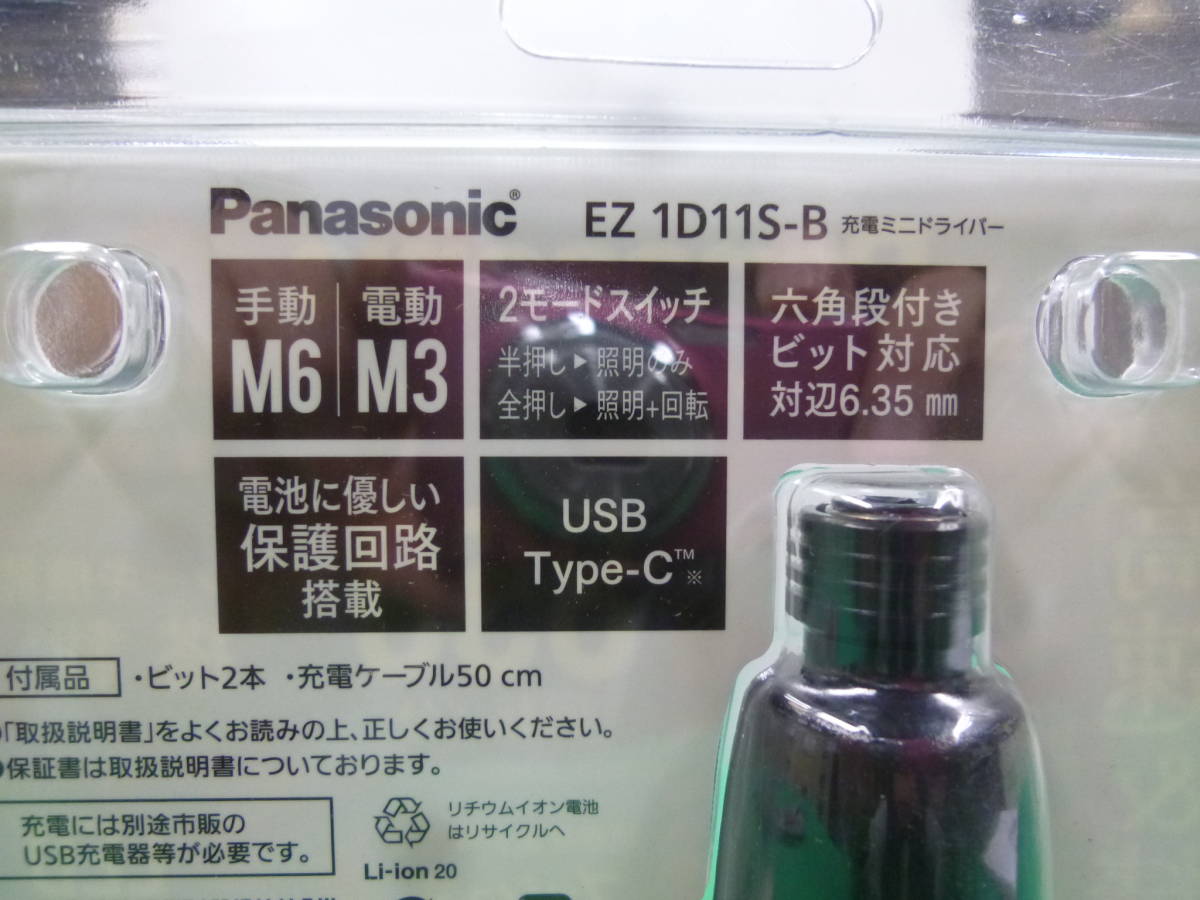 Panasonic® EZ 1D11S-B 充電ミニドライバー
手動 電動
M6 M3
2モードスイッチ
半押し▶照明のみ
全押し▶照明+回転
六角段付き
ビット対応
対辺6.35 mm
電池に優しい
保護回路
搭載
USB
Type-C™※
付属品 ・ビット2本 ・充電ケーブル50 cm
●「取扱説明書」をよくお読みの上、正しくお使いください。
●保証書は取扱説明書についております。
充電には別途市販の
USB充電器等が必要です。
リチウムイオン電池
はリサイクルへ
Li-ion 20